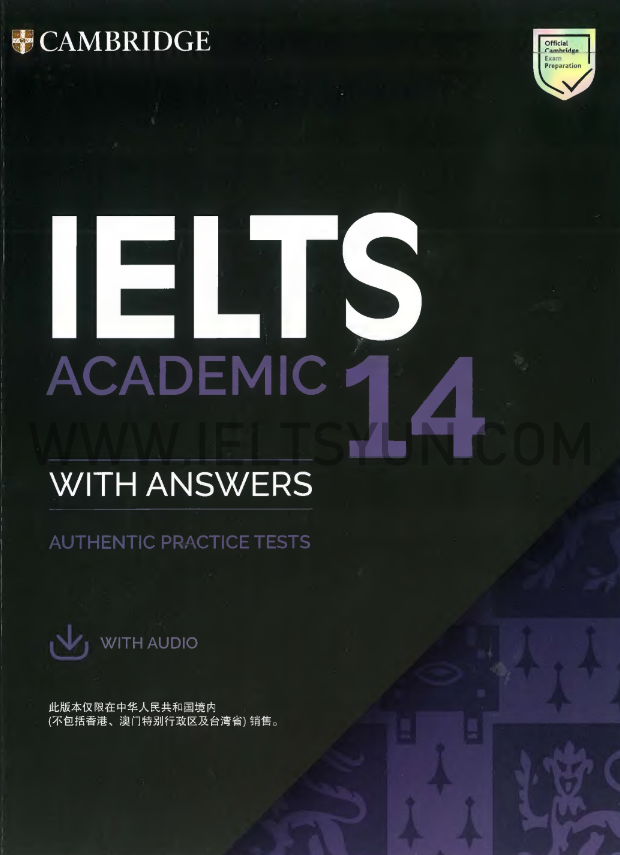 CAMBRIDGE
Official
Cambridge
Exam
Preparation
IELTS
ACADEMIC 14
WWW.IELTSYUN.COM
WITH ANSWERS
AUTHENTIC PRACTICE TESTS
WITH AUDIO
此版本仅限在中华人民共和国境内
(不包括香港、澳门特别行政区及台湾省) 销售。